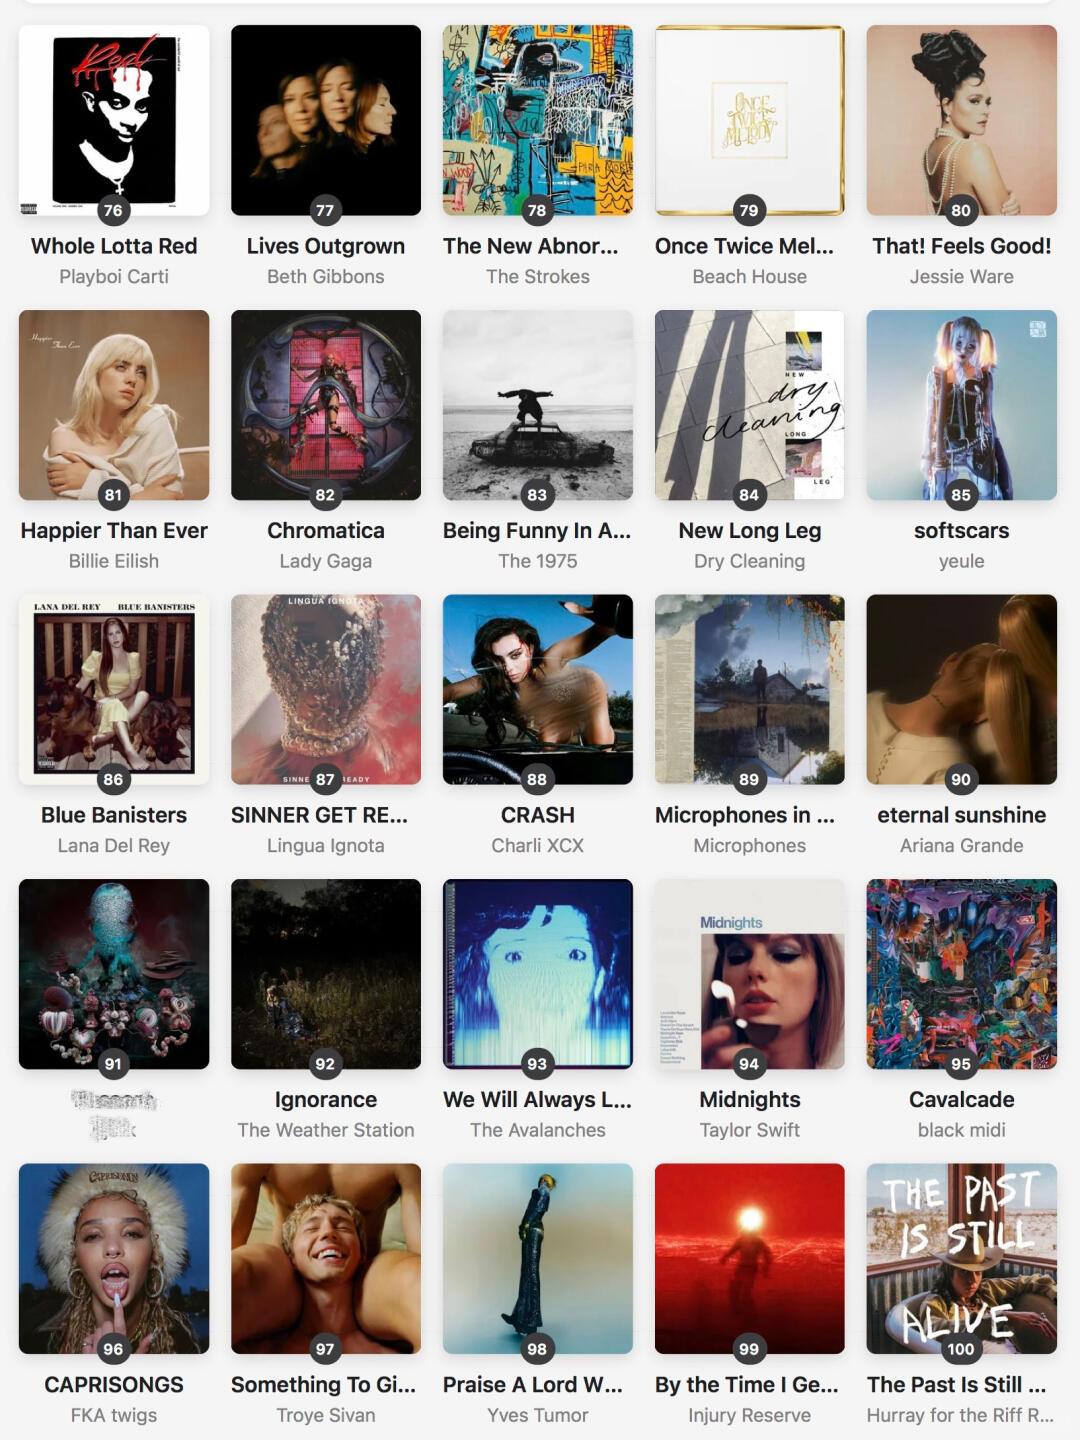 Red
76
77
78
ONCE
TWICE
MELODY
79
80
Whole Lotta Red
Lives Outgrown
The New Abnor...
Once Twice Mel...
That! Feels Good!
Playboi Carti
Beth Gibbons
The Strokes
Beach House
Jessie Ware
Happier
Than Ever
81
82
83
NEW
dry
cleaning
LONG
LEG
84
85
Happier Than Ever
Chromatica
Being Funny In A...
New Long Leg
softscars
Billie Eilish
Lady Gaga
The 1975
Dry Cleaning
yeule
LANA DEL REY BLUE BANISTERS
86
LINGUA IGNOTA
SINNE READY
87
88
89
90
Blue Banisters
SINNER GET RE...
CRASH
Microphones in ...
eternal sunshine
Lana Del Rey
Lingua Ignota
Charli XCX
Microphones
Ariana Grande
91
92
93
Midnights
94
95
Ignorance
We Will Always L...
Midnights
Cavalcade
The Weather Station
The Avalanches
Taylor Swift
black midi
CAPRISONGS
96
97
98
99
THE PAST
IS STILL
ALIVE
100
CAPRISONGS
Something To Gi...
Praise A Lord W...
By the Time I Ge...
The Past Is Still ...
FKA twigs
Troye Sivan
Yves Tumor
Injury Reserve
Hurray for the Riff R...